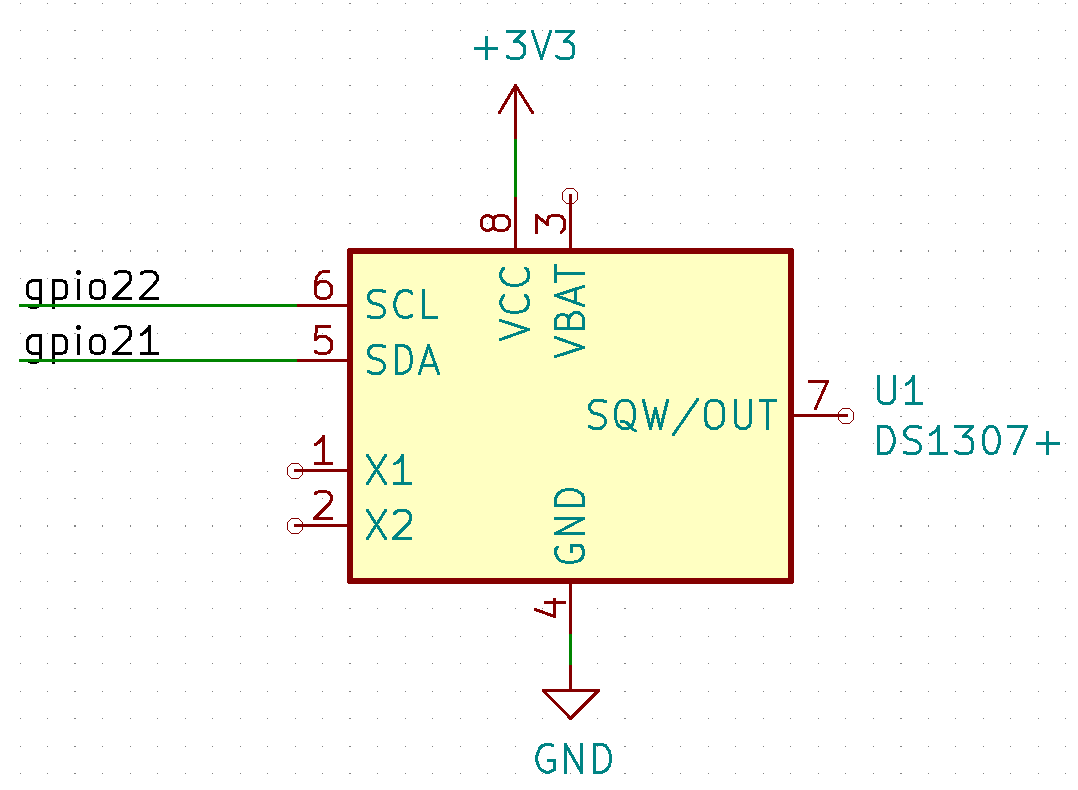 +3V3
8
3
gpio22
6
SCL
VCC
VBAT
gpio21
5
SDA
SQW/OUT
7
U1
DS1307+
1
X1
2
X2
GND
4
GND